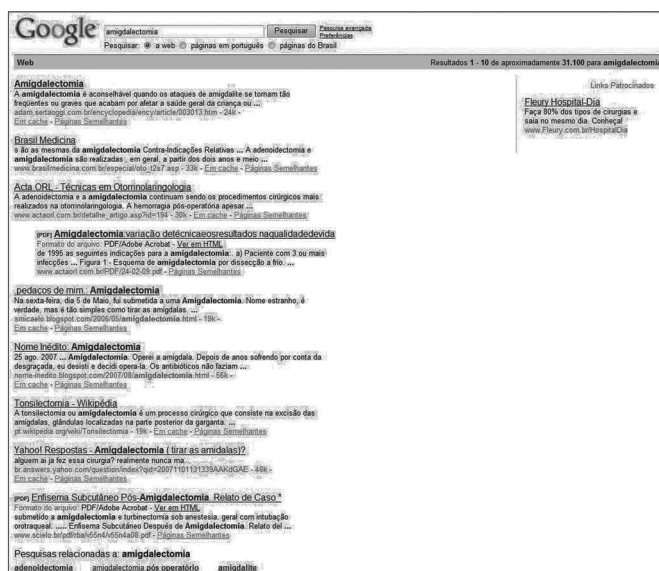 Google
amigdalectomia
Pesquisar
Pesquisa avançada
Preferências
Pesquisar: a web páginas em português páginas do Brasil
Web
Resultados 1 - 10 de aproximadamente 31.100 para amigdalectomia
Amigdalectomia
A amigdalectomia é aconselhável quando os ataques de amigdalite se tornam tão
freqüentes ou graves que acabam por afetar a saúde geral da criança ou ...
adam.sertaoggi.com.br/encyclopedia/ency/article/003013.htm - 24k -
Em cache - Páginas Semelhantes
Links Patrocinados
Fleury Hospital-Dia
Faça 80% dos tipos de cirurgias e
saia no mesmo dia. Conheça!
www.Fleury.com.br/HospitalDia
Brasil Medicina
s ão as mesmas da amigdalectomia Contra-Indicações Relativas ... A adenoidectomia e
amigdalectomia são realizadas , em geral, a partir dos dois anos e meio ...
www.brasilmedicina.com.br/especial/oto_t2s7.asp - 33k - Em cache - Páginas Semelhantes
Acta ORL - Técnicas em Otorrinolaringologia
A adenoidectomia e a amigdalectomia continuam sendo os procedimentos cirúrgicos mais
realizados na otorrinolaringologia. A hemorragia pós-operatória apesar ...
www.actaorl.com.br/detalhe_artigo.asp?id=194 - 30k - Em cache - Páginas Semelhantes
[PDF] Amigdalectomia:variação detécnicaeosresultados naqualidadedevida
Formato do arquivo: PDF/Adobe Acrobat - Ver em HTML
de 1995 as seguintes indicações para a amigdalectomia:. a) Paciente com 3 ou mais
infecções ... Figura 1 - Esquema de amigdalectomia por dissecção a frio. ...
www.actaorl.com.br/PDF/24-02-09.pdf - Páginas Semelhantes
.pedaços de mim.: Amigdalectomia
Na sexta-feira, dia 5 de Maio, fui submetida a uma Amigdalectomia. Nome estranho, é
verdade, mas é tão simples como tirar as amígdalas. ...
smicaelo.blogspot.com/2006/05/amigdalectomia.html - 19k -
Em cache - Páginas Semelhantes
Nome Inédito: Amigdalectomia
25 ago. 2007 ... Amigdalectomia. Operei a amígdala. Depois de anos sofrendo por conta da
desgraçada, eu desisti e decidi opera-la. Os antibióticos não faziam ...
nome-inedito.blogspot.com/2007/08/amigdalectomia.html - 56k -
Em cache - Páginas Semelhantes
Tonsilectomia - Wikipédia
A tonsilectomia ou amigdalectomia é um processo cirúrgico que consiste na excisão das
amígdalas, glândulas localizadas na parte posterior da garganta. ...
pt.wikipedia.org/wiki/Tonsilectomia - 19k - Em cache - Páginas Semelhantes
Yahoo! Respostas - Amigdalectomia ( tirar as amidalas)?
alguem ai ja fez essa cirurgia? realmente nunca ma...
br.answers.yahoo.com/question/index?qid=20071101131339AAKdGAE - 46k -
[PDF] Enfisema Subcutâneo Pós-Amigdalectomia. Relato de Caso *
Formato do arquivo: PDF/Adobe Acrobat - Ver em HTML
submetido a amigdalectomia e turbinectomia sob anestesia. geral com intubação
orotraqueal. ..... Enfisema Subcutáneo Después de Amigdalectomia. Relato del ...
www.scielo.br/pdf/rba/v55n4/v55n4a08.pdf - Páginas Semelhantes
Pesquisas relacionadas a: amigdalectomia
adenoidectomia amigdalectomia pós operatório amigdalite